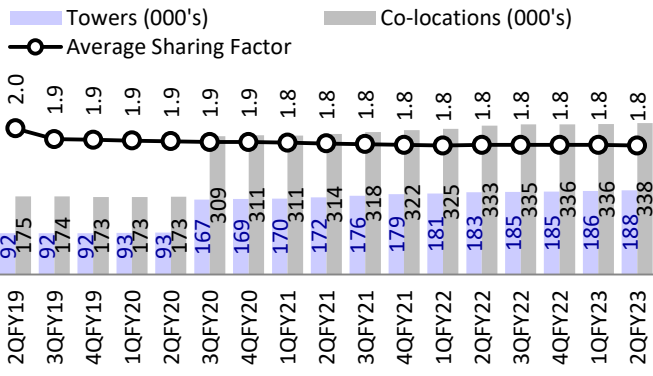 Towers (000's)
Co-locations (000's)
Average Sharing Factor
2.0 1.9 1.9 1.9 1.9 1.9 1.9 1.8 1.8 1.8 1.8 1.8 1.8 1.8 1.8 1.8 1.8
92 175 92 174 92 173 93 173 93 173 167 309 169 311 170 311 172 314 176 318 179 322 181 325 183 333 185 335 185 336 186 336 188 338
2QFY19 3QFY19 4QFY19 1QFY20 2QFY20 3QFY20 4QFY20 1QFY21 2QFY21 3QFY21 4QFY21 1QFY22 2QFY22 3QFY22 4QFY22 1QFY23 2QFY23